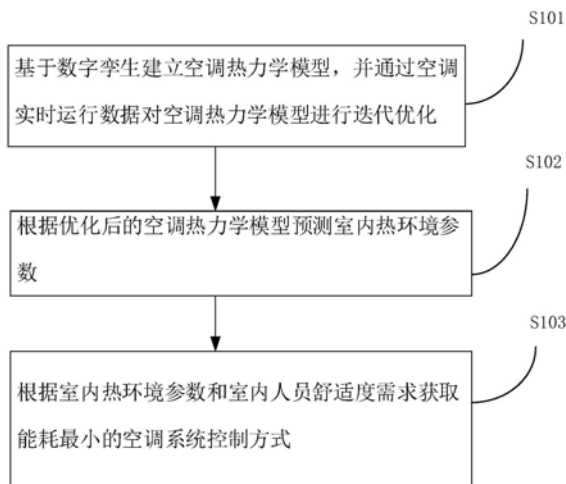 S101
基于数字孪生建立空调热力学模型，并通过空调
实时运行数据对空调热力学模型进行迭代优化
S102
根据优化后的空调热力学模型预测室内热环境参
数
S103
根据室内热环境参数和室内人员舒适度需求获取
能耗最小的空调系统控制方式